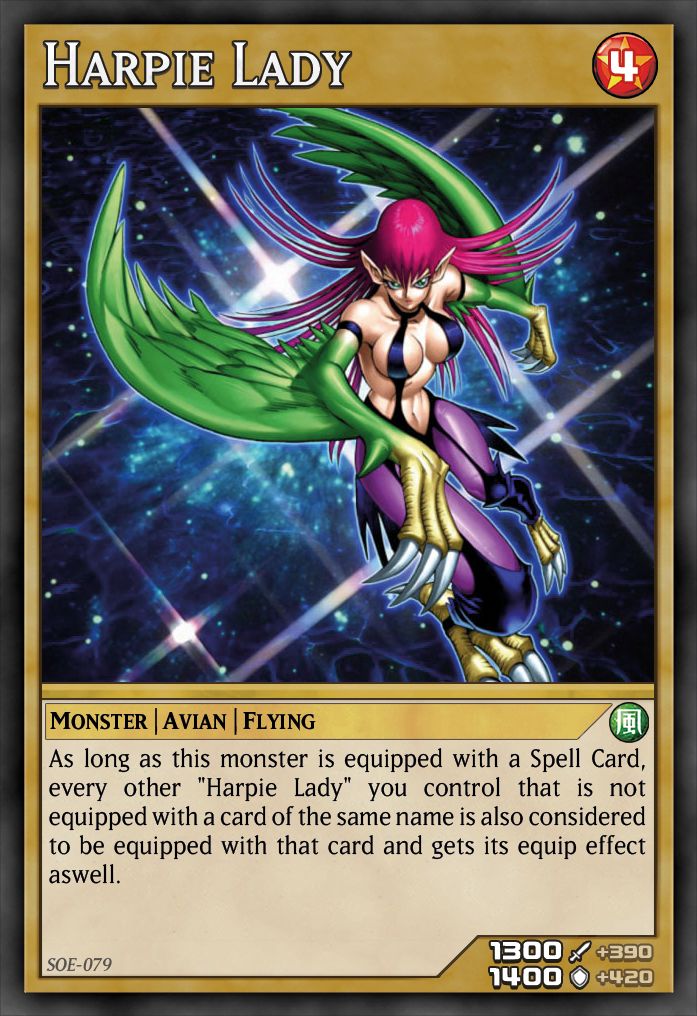 Harpie Lady
4
Monster | Avian | Flying
風
As long as this monster is equipped with a Spell Card,
every other "Harpie Lady" you control that is not
equipped with a card of the same name is also considered
to be equipped with that card and gets its equip effect
aswell.
1300 +390
SOE-079
1400 +420